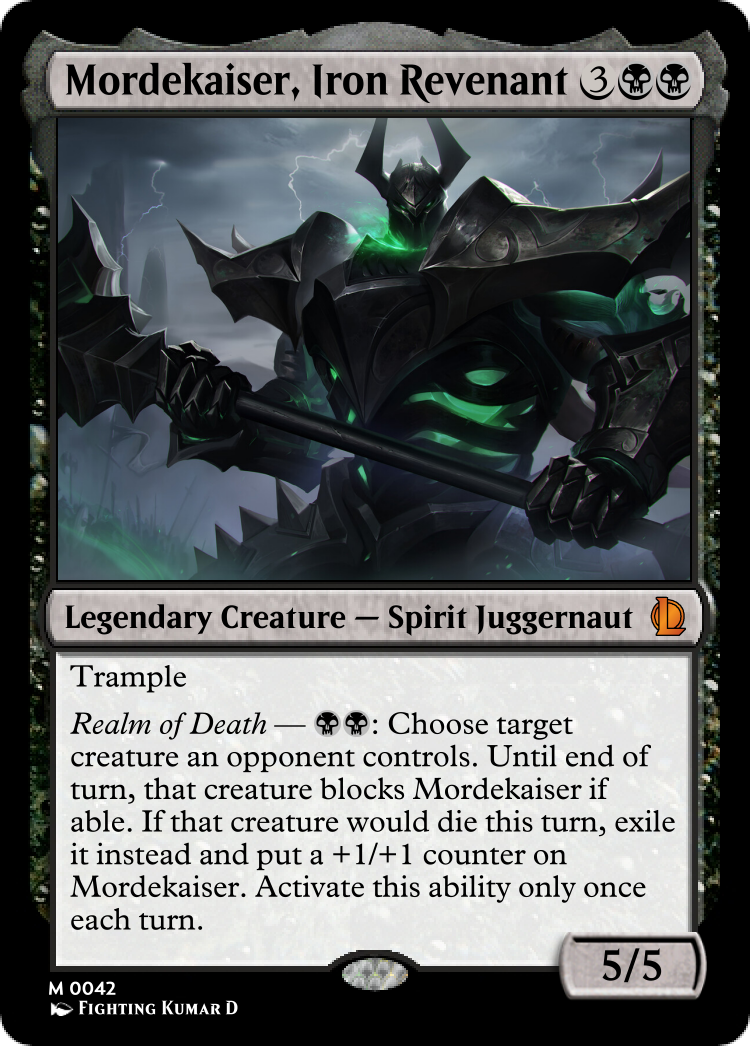 Mordekaiser, Iron Revenant 3
Legendary Creature — Spirit Juggernaut
Trample
Realm of Death — : Choose target
creature an opponent controls. Until end of
turn, that creature blocks Mordekaiser if
able. If that creature would die this turn, exile
it instead and put a +1/+1 counter on
Mordekaiser. Activate this ability only once
each turn.
5/5
M 0042
Fighting Kumar D